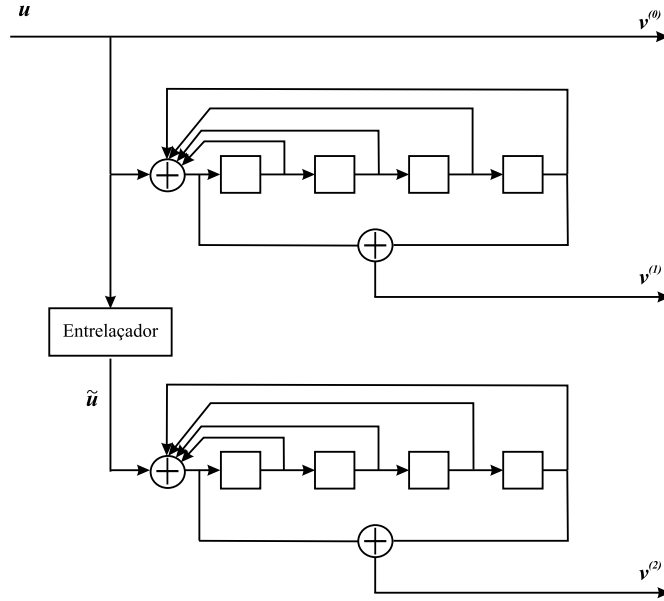 u
v(0)
v(1)
Entrelaçador
ũ
v(2)